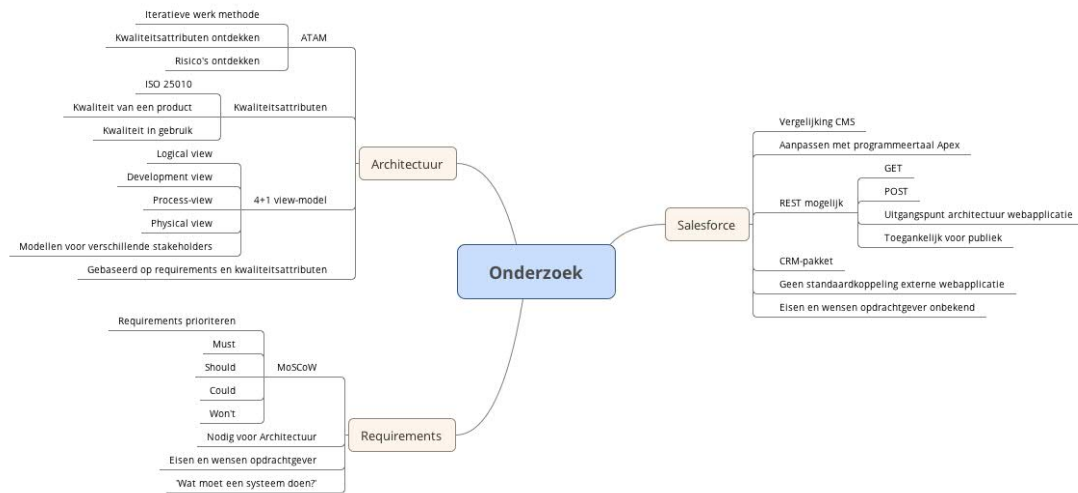 Onderzoek
Architectuur
ATAM
Iteratieve werk methode
Kwaliteitsattributen ontdekken
Risico's ontdekken
Kwaliteitsattributen
ISO 25010
Kwaliteit van een product
Kwaliteit in gebruik
4+1 view-model
Logical view
Development view
Process-view
Physical view
Modellen voor verschillende stakeholders
Gebaseerd op requirements en kwaliteitsattributen
Requirements
MoSCoW
Requirements prioriteren
Must
Should
Could
Won't
Nodig voor Architectuur
Eisen en wensen opdrachtgever
'Wat moet een systeem doen?'
Salesforce
Vergelijking CMS
Aanpassen met programmeertaal Apex
REST mogelijk
GET
POST
Uitgangspunt architectuur webapplicatie
Toegankelijk voor publiek
CRM-pakket
Geen standaardkoppeling externe webapplicatie
Eisen en wensen opdrachtgever onbekend